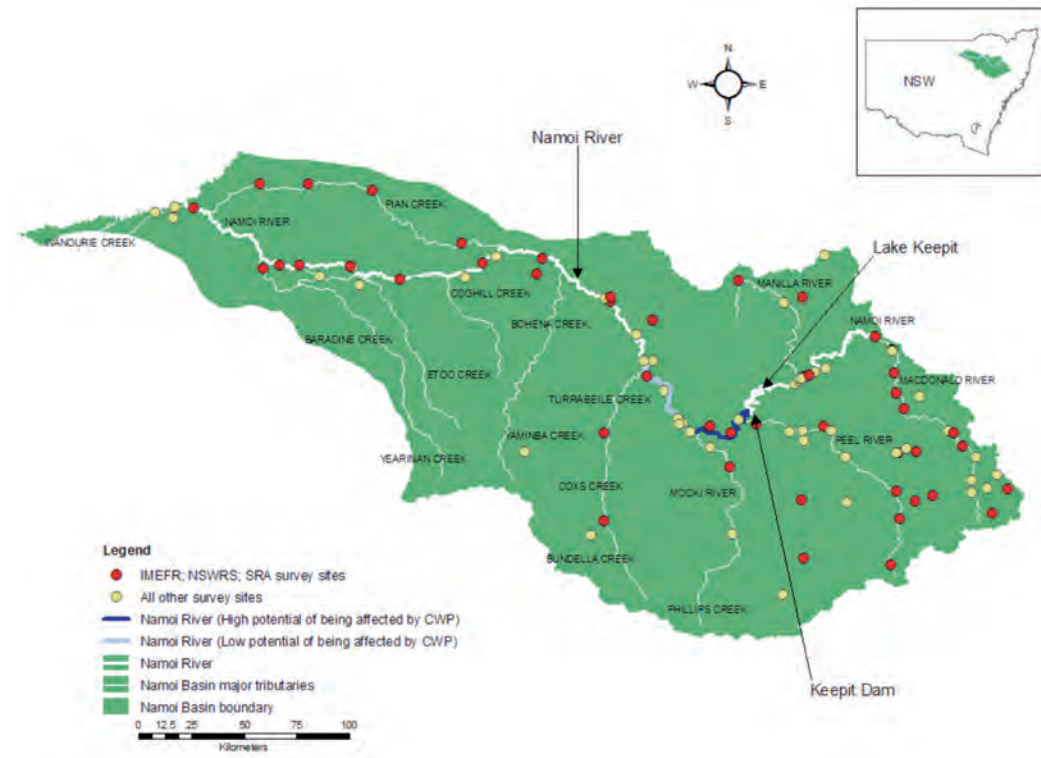 N
W
E
S
NSW
Namoi River
Lake Keepit
PIAN CREEK
NAMOI RIVER
WANOURIE CREEK
MANILLA RIVER
COGHILL CREEK
BOHENA CREEK
NAMOI RIVER
BARADINE CREEK
ETOO CREEK
MACDONALD RIVER
TURRABEILE CREEK
YAMINBA CREEK
PEEL RIVER
YEARINAN CREEK
COXS CREEK
MOOKI RIVER
BUNDELLA CREEK
PHILLIPS CREEK
Keepit Dam
Legend
IMEFR; NSWRS; SRA survey sites
All other survey sites
Namoi River (High potential of being affected by CWP)
Namoi River (Low potential of being affected by CWP)
Namoi River
Namoi Basin major tributaries
Namoi Basin boundary
0 12.5 25 50 75 100
Kilometers